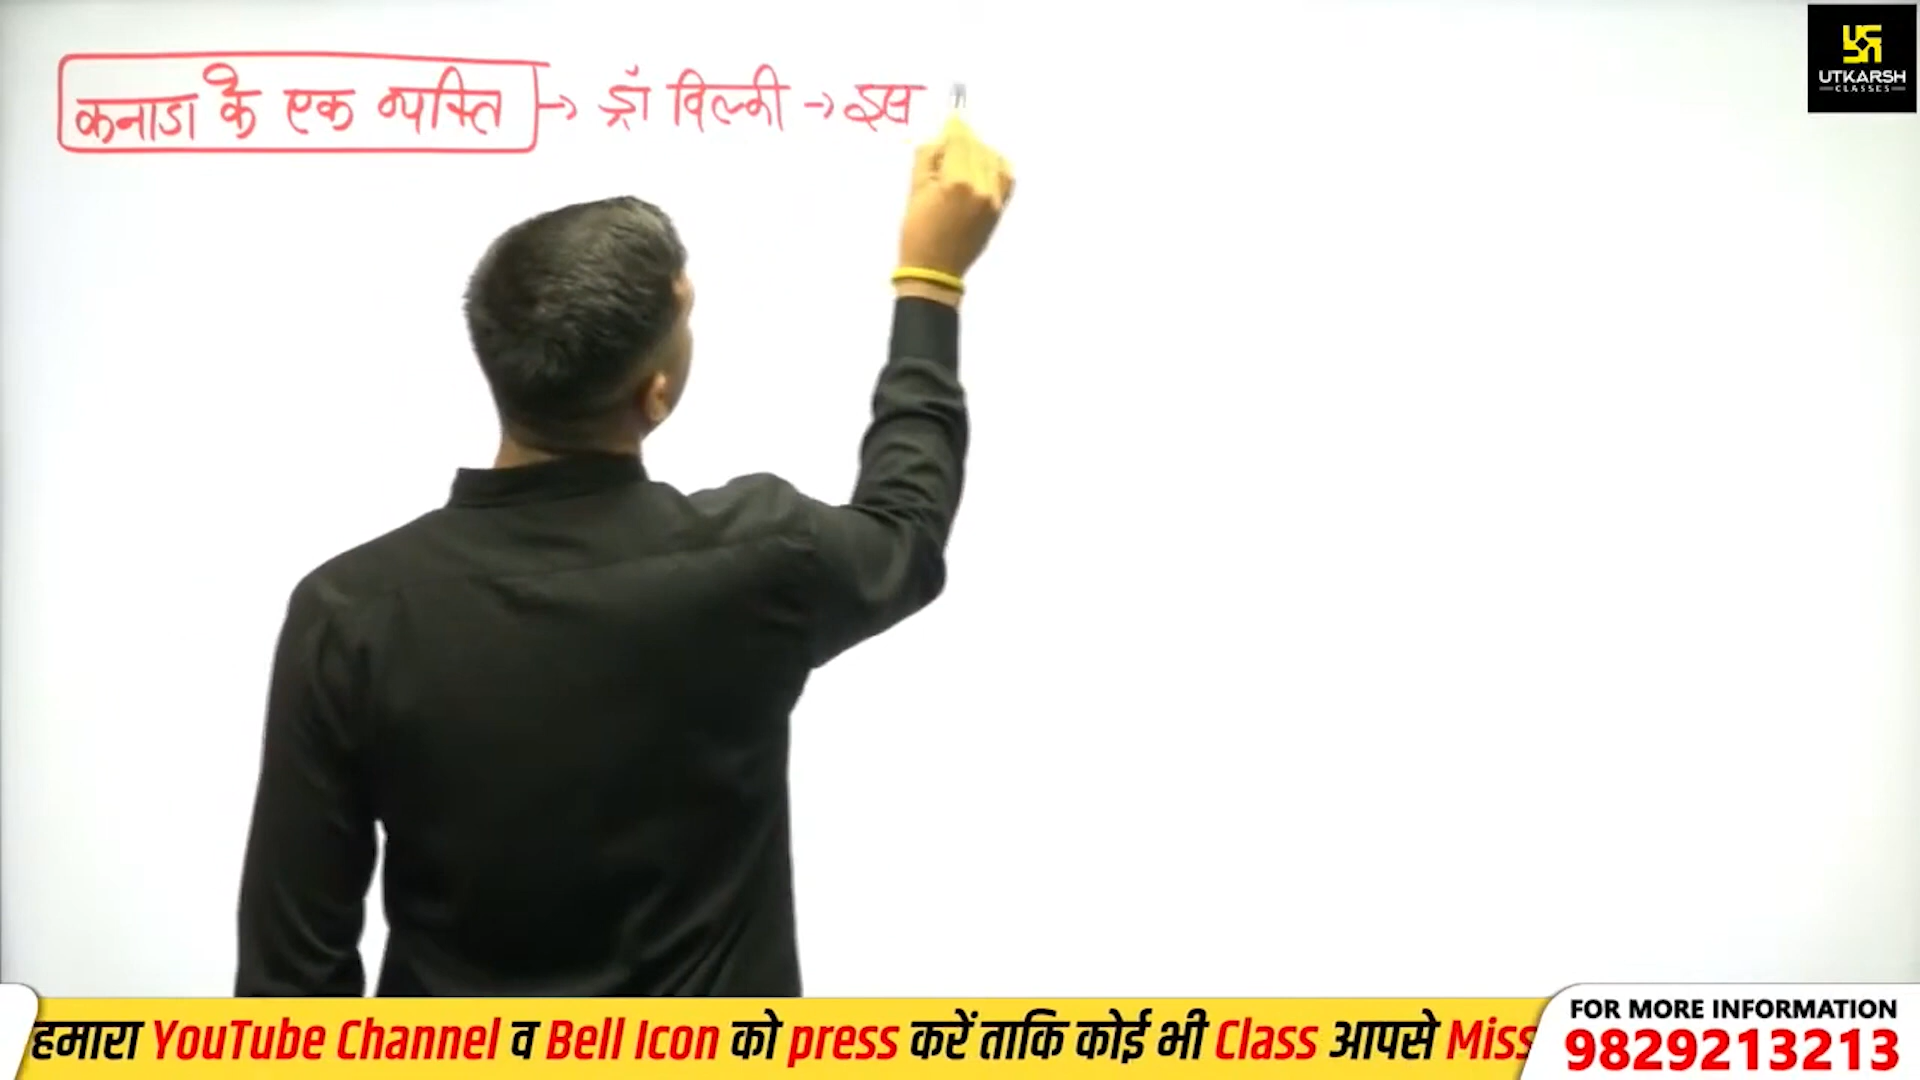 कनाडा के एक व्यक्ति → ड्रॉ विल्की → इस
UTKARSH
CLASSES
हमारा YouTube Channel व Bell Icon को press करें ताकि कोई भी Class आपसे Miss
FOR MORE INFORMATION
9829213213